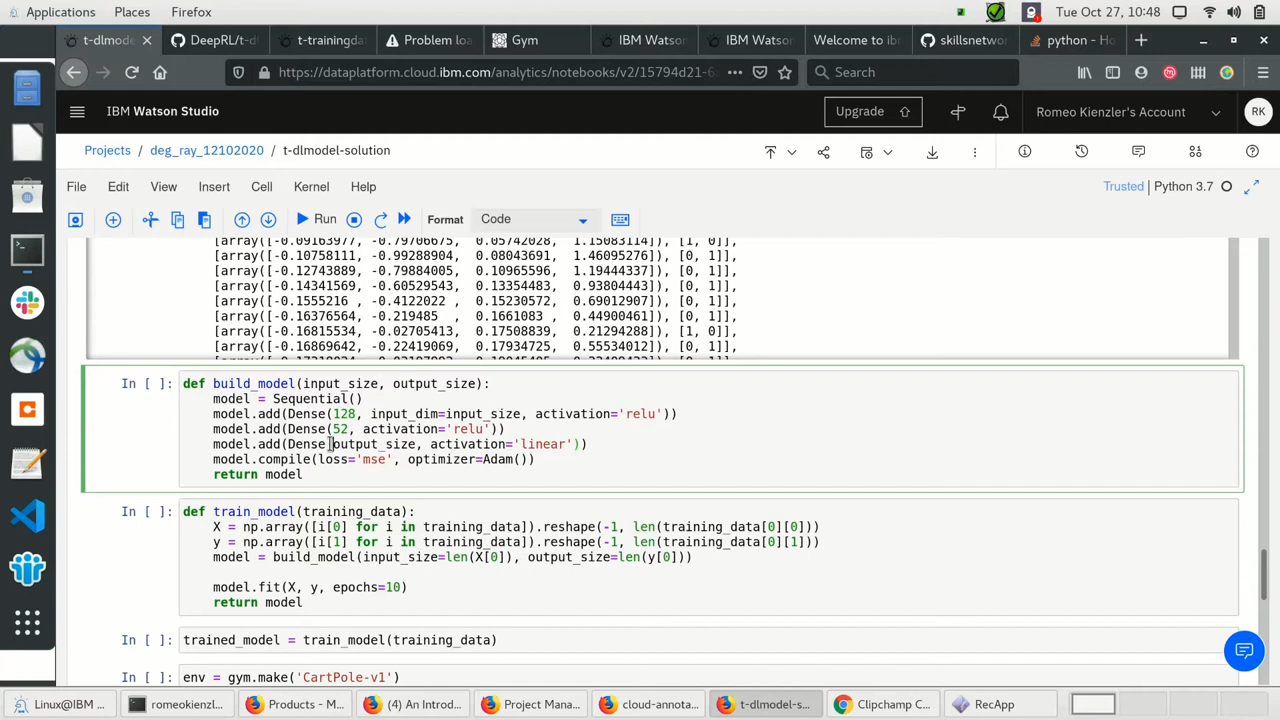 Applications Places Firefox Tue Oct 27, 10:48
t-dlmode DeepRL/t-d t-trainingda Problem loa Gym IBM Watso IBM Watso Welcome to ib skillsnetwor python - Ho
https://dataplatform.cloud.ibm.com/analytics/notebooks/v2/15794d21-6 Search
IBM Watson Studio Upgrade Romeo Kienzler's Account RK
Projects / deg_ray_12102020 / t-dlmodel-solution
File Edit View Insert Cell Kernel Help Trusted Python 3.7
Run Format Code
[array([-0.09163977, -0.79706675, 0.05742028, 1.15083114]), [1, 0]],
[array([-0.10758111, -0.99288904, 0.08043691, 1.46095276]), [0, 1]],
[array([-0.12743889, -0.79884005, 0.10965596, 1.19444337]), [0, 1]],
[array([-0.14341569, -0.60529543, 0.13354483, 0.93804443]), [0, 1]],
[array([-0.1555216 , -0.4122022 , 0.15230572, 0.69012907]), [0, 1]],
[array([-0.16376564, -0.219485 , 0.1661083 , 0.44900461]), [0, 1]],
[array([-0.16815534, -0.02705413, 0.17508839, 0.21294288]), [1, 0]],
[array([-0.16869642, -0.22419069, 0.17934725, 0.55534012]), [0, 1]],
In [ ]: def build_model(input_size, output_size):
model = Sequential()
model.add(Dense(128, input_dim=input_size, activation='relu'))
model.add(Dense(52, activation='relu'))
model.add(Dense(output_size, activation='linear'))
model.compile(loss='mse', optimizer=Adam())
return model
In [ ]: def train_model(training_data):
X = np.array([i[0] for i in training_data]).reshape(-1, len(training_data[0][0]))
y = np.array([i[1] for i in training_data]).reshape(-1, len(training_data[0][1]))
model = build_model(input_size=len(X[0]), output_size=len(y[0]))
model.fit(X, y, epochs=10)
return model
In [ ]: trained_model = train_model(training_data)
In [ ]: env = gym.make('CartPole-v1')
Linux@IBM ... romeokienzl... Products - M... (4) An Introd... Project Mana... cloud-annota... t-dlmodel-s... Clipchamp C... RecApp